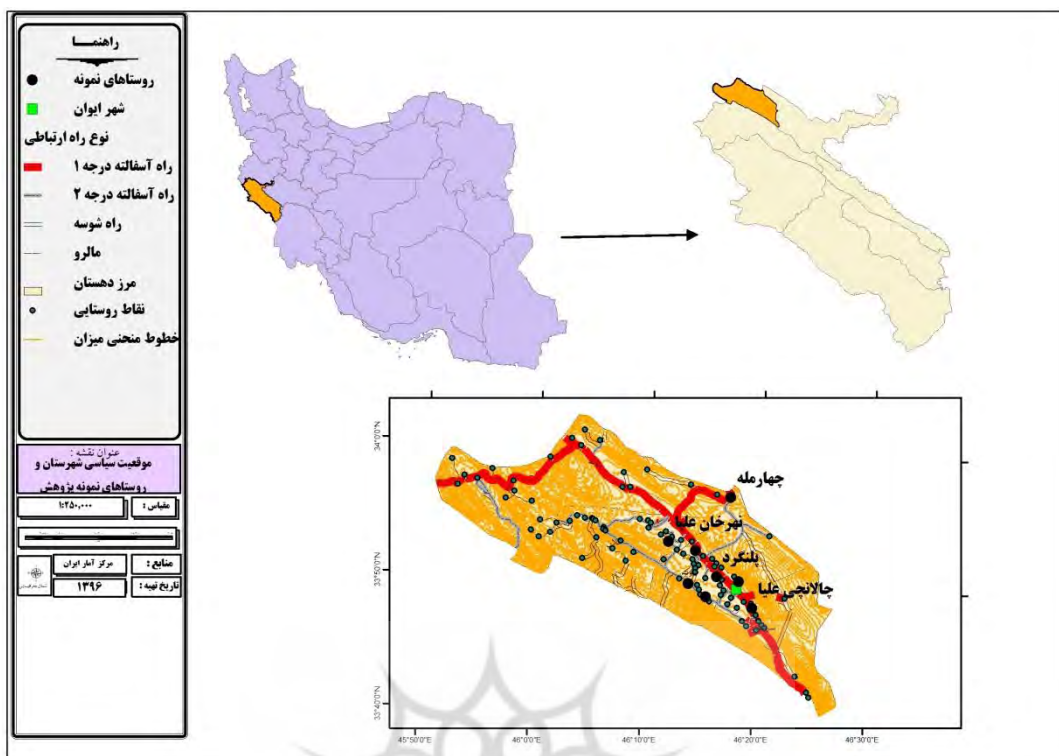 راهنمــا
روستاهای نمونه
شهر ایوان
نوع راه ارتباطی
راه آسفالته درجه ۱
راه آسفالته درجه ۲
راه شوسه
مالرو
مرز دهستان
نقاط روستایی
خطوط منحنی میزان
عنوان نقشه :
موقعیت سیاسی شهرستان و
روستاهای نمونه پژوهش
مقیاس : ۱:۲۵۰,۰۰۰
منابع : مرکز آمار ایران
تاریخ تهیه : ۱۳۹۶
چهارمله
نهرخان علیا
پلنگرد
چالانچی علیا
34°0'0"N
33°50'0"N
33°40'0"N
45°50'0"E 46°0'0"E 46°10'0"E 46°20'0"E 46°30'0"E